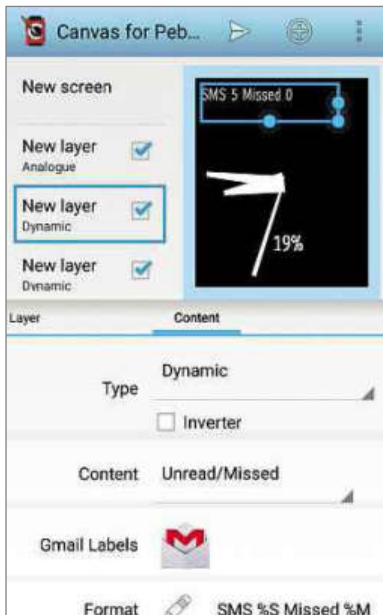 Canvas for Peb...
New screen
New layer
Analogue
New layer
Dynamic
New layer
Dynamic
SMS 5 Missed 0
19%
Layer
Content
Type
Dynamic
Inverter
Content
Unread/Missed
Gmail Labels
Format
SMS %S Missed %M